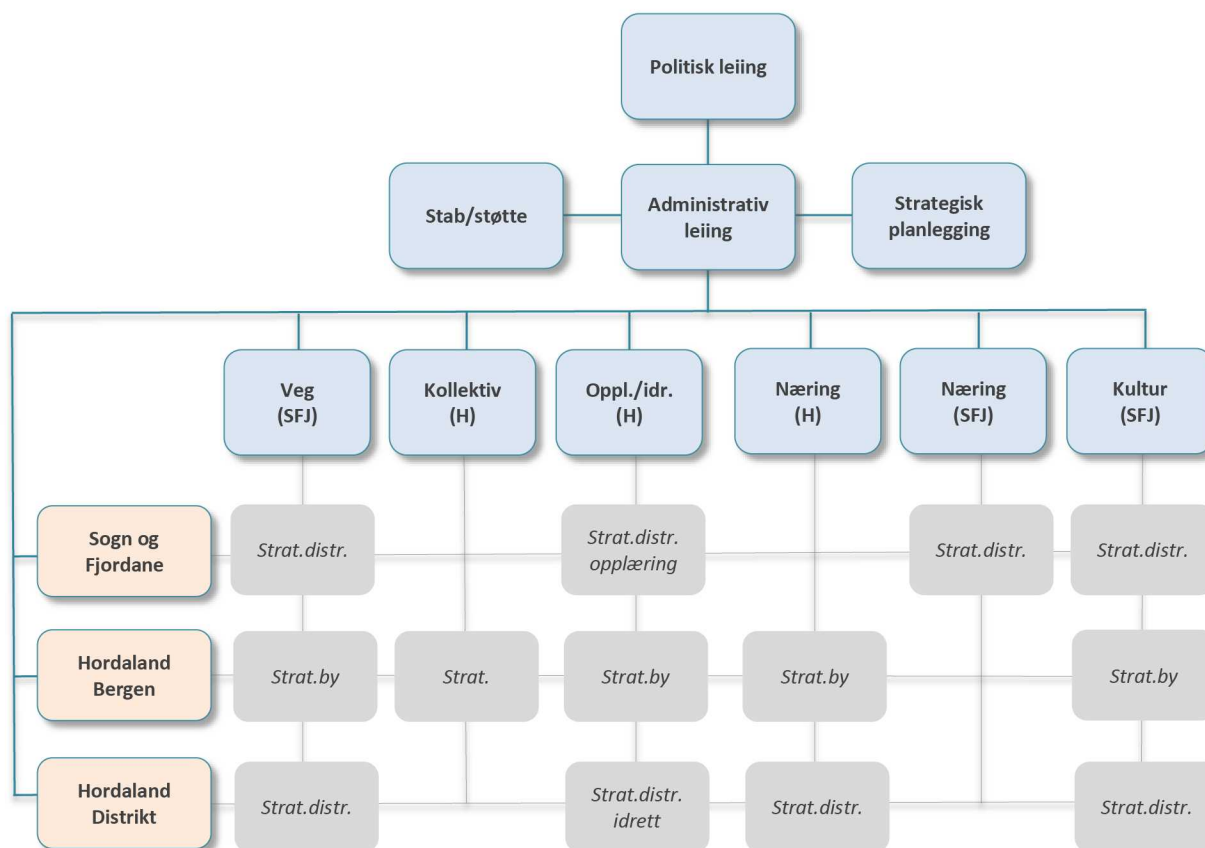 Politisk leiing
Stab/støtte
Administrativ
leiing
Strategisk
planlegging
Veg
(SFJ)
Kollektiv
(H)
Oppl./idr.
(H)
Næring
(H)
Næring
(SFJ)
Kultur
(SFJ)
Sogn og
Fjordane
Strat.distr.
Strat.distr.
opplæring
Strat.distr.
Strat.distr.
Hordaland
Bergen
Strat.by
Strat.
Strat.by
Strat.by
Strat.by
Hordaland
Distrikt
Strat.distr.
Strat.distr.
idrett
Strat.distr.
Strat.distr.